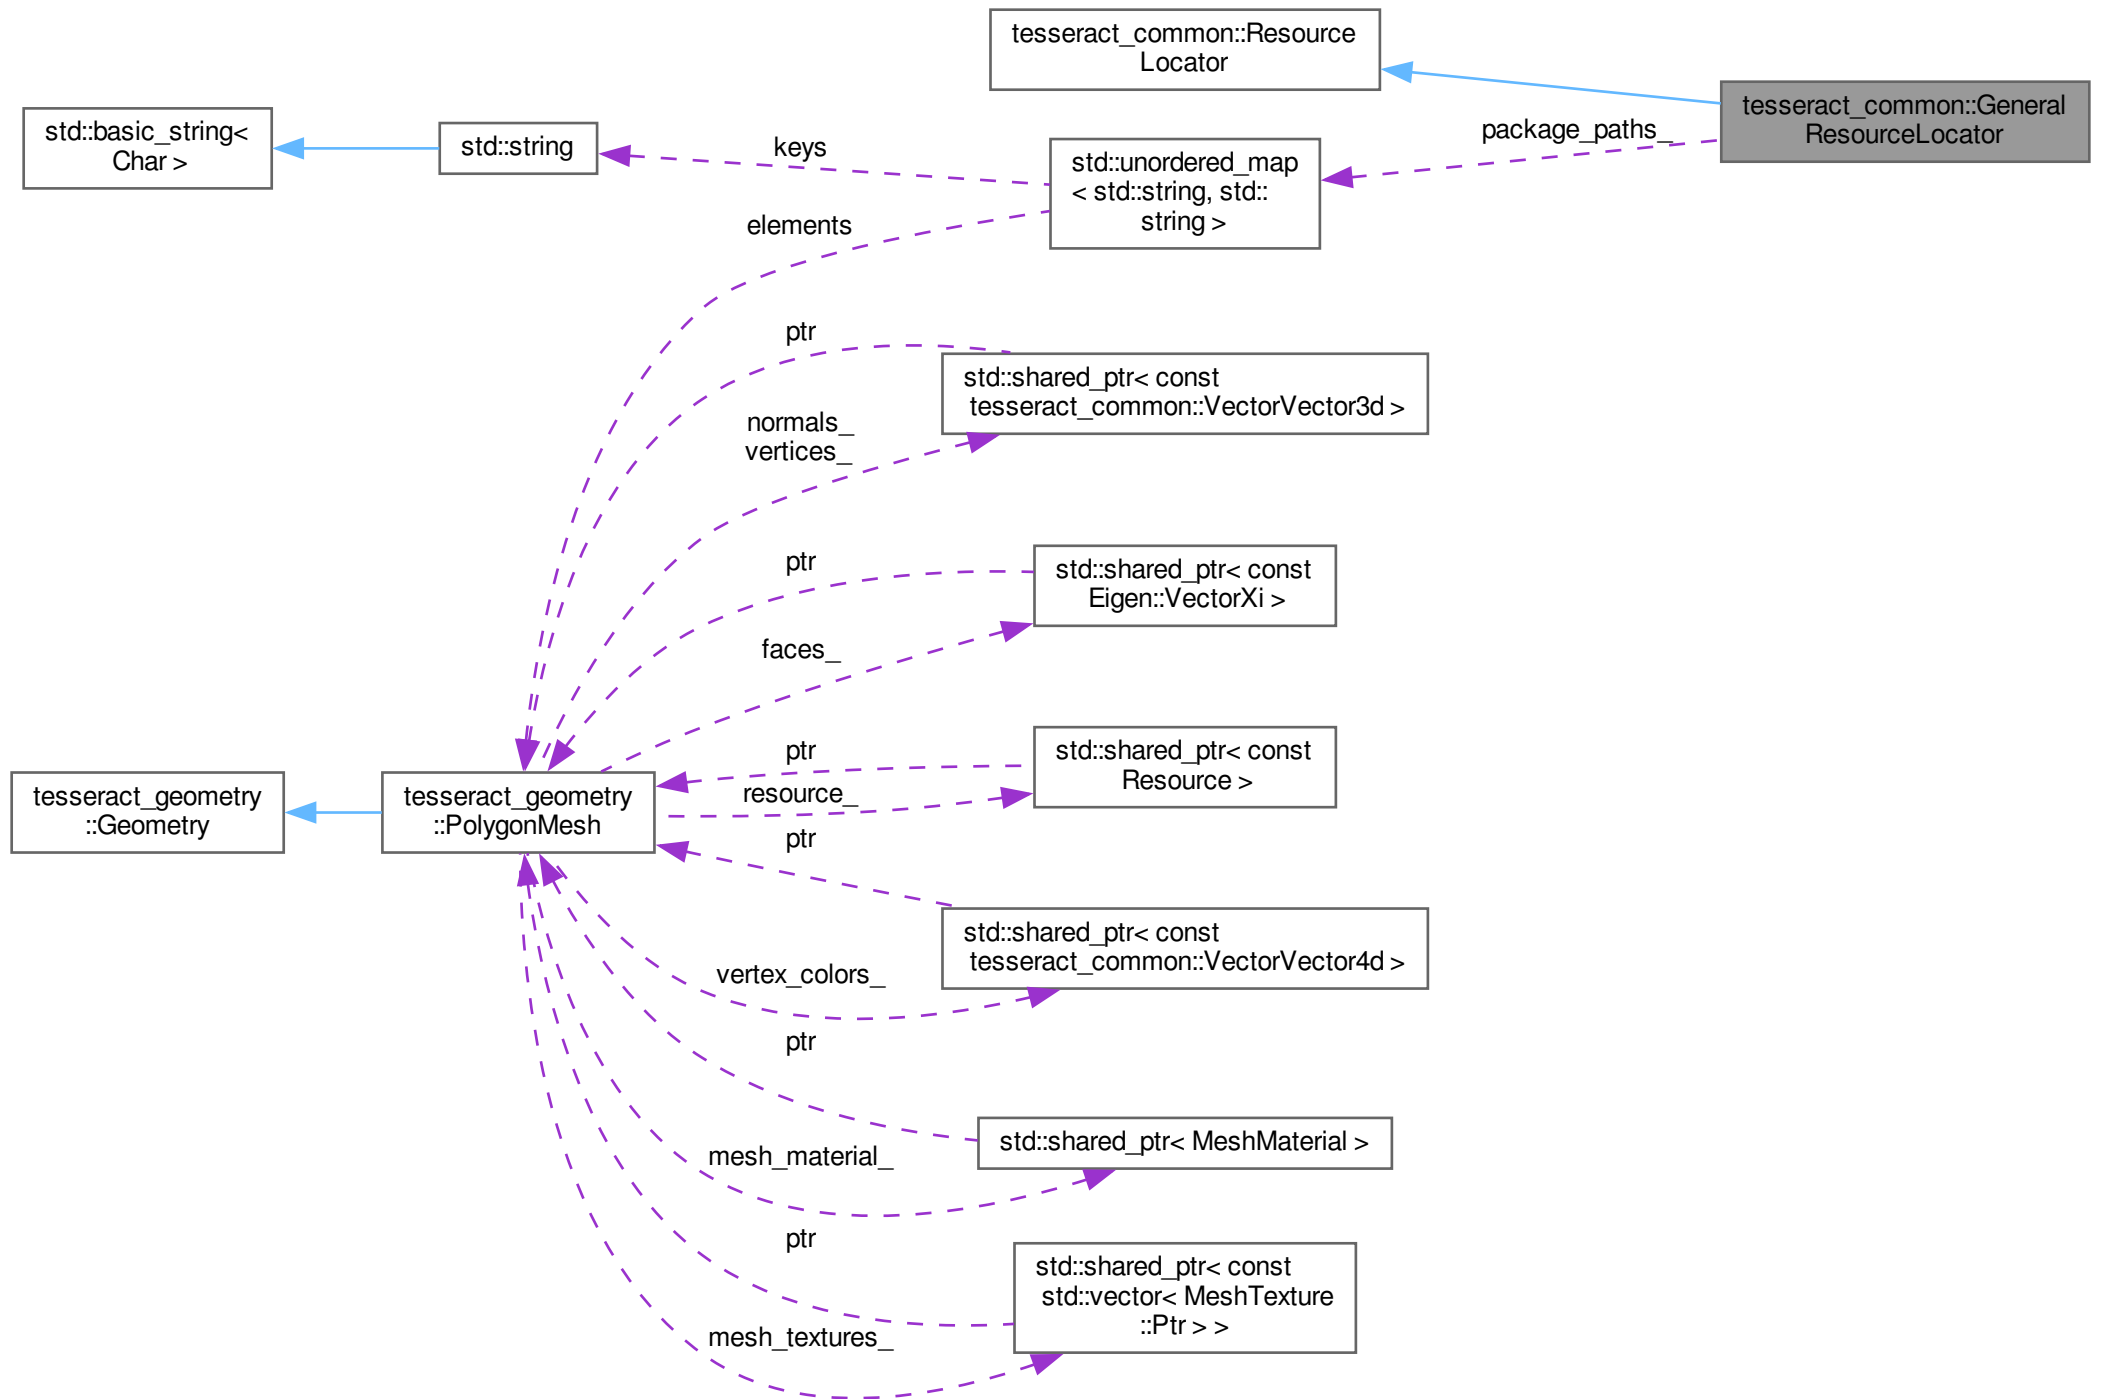 tesseract_common::Resource
Locator
tesseract_common::General
ResourceLocator
package_paths_
std::basic_string<
Char >
std::string
keys
std::unordered_map
< std::string, std::
string >
elements
ptr
std::shared_ptr< const
tesseract_common::VectorVector3d >
normals_
vertices_
ptr
std::shared_ptr< const
Eigen::VectorXi >
faces_
ptr
std::shared_ptr< const
Resource >
resource_
tesseract_geometry
::Geometry
tesseract_geometry
::PolygonMesh
ptr
std::shared_ptr< const
tesseract_common::VectorVector4d >
vertex_colors_
ptr
std::shared_ptr< MeshMaterial >
mesh_material_
ptr
std::shared_ptr< const
std::vector< MeshTexture
::Ptr > >
mesh_textures_